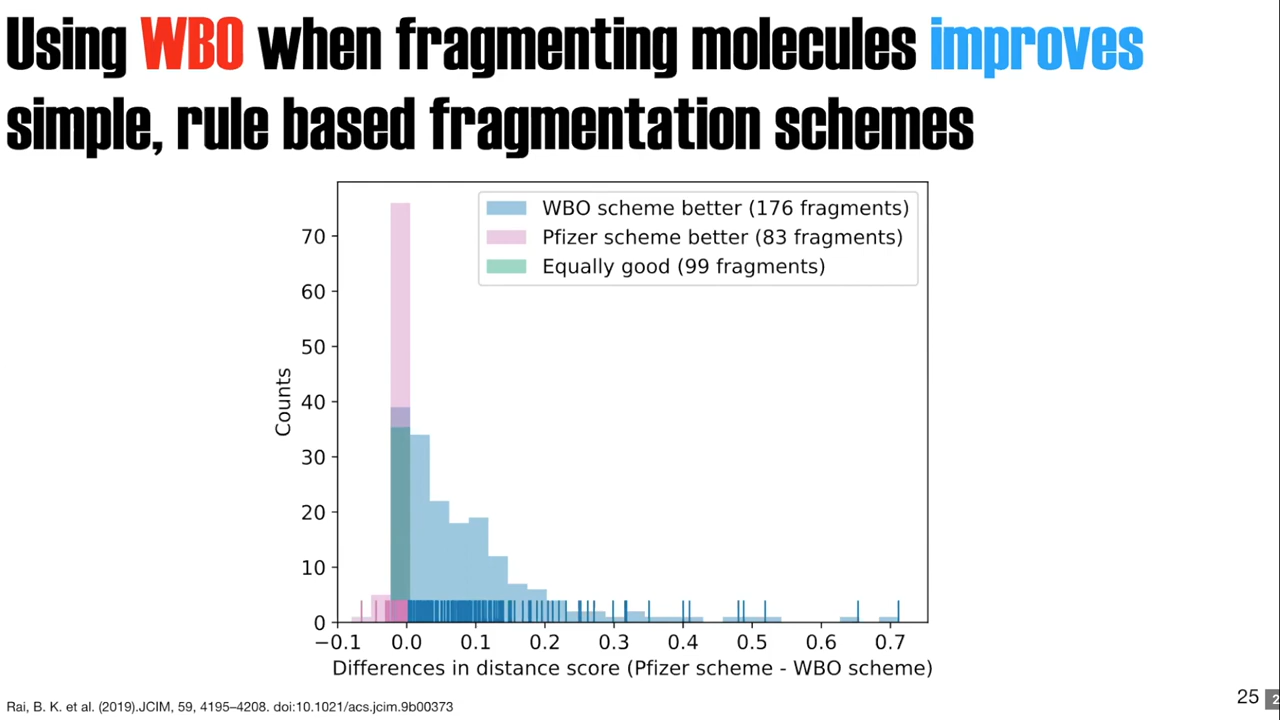 Using WBO when fragmenting molecules improves
simple, rule based fragmentation schemes
WBO scheme better (176 fragments)
Pfizer scheme better (83 fragments)
Equally good (99 fragments)
Counts
70
60
50
40
30
20
10
0
−0.1 0.0 0.1 0.2 0.3 0.4 0.5 0.6 0.7
Differences in distance score (Pfizer scheme - WBO scheme)
Rai, B. K. et al. (2019).JCIM, 59, 4195–4208. doi:10.1021/acs.jcim.9b00373
25 2